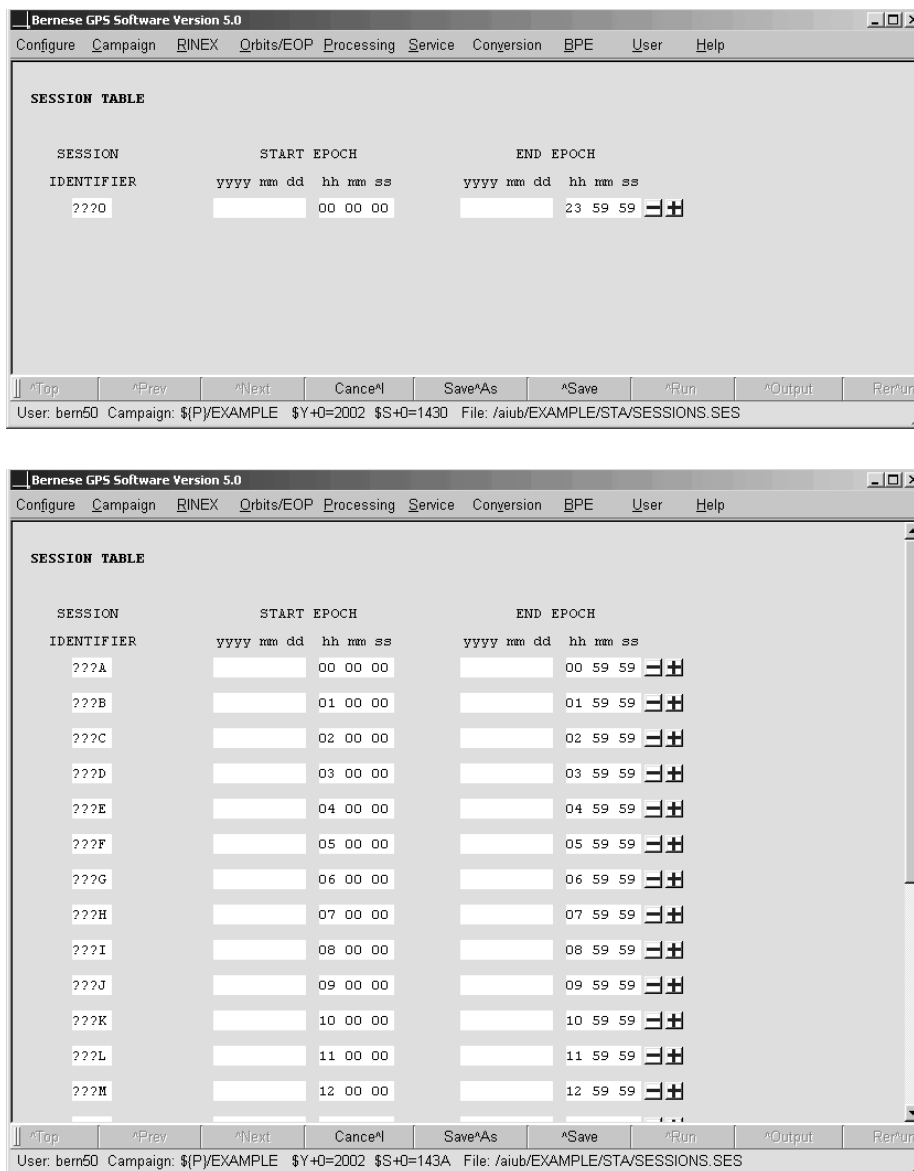 Bernese GPS Software Version 5.0
Configure Campaign RINEX Orbits/EOP Processing Service Conversion BPE User Help
SESSION TABLE
SESSION START EPOCH END EPOCH
IDENTIFIER yyyy mm dd hh mm ss yyyy mm dd hh mm ss
???0 00 00 00 23 59 59
^Top ^Prev ^Next Cance^l Save^As ^Save ^Run ^Output Rer^un
User: bern50 Campaign: ${P}/EXAMPLE $Y+0=2002 $S+0=1430 File: /aiub/EXAMPLE/STA/SESSIONS.SES
Bernese GPS Software Version 5.0
Configure Campaign RINEX Orbits/EOP Processing Service Conversion BPE User Help
SESSION TABLE
SESSION START EPOCH END EPOCH
IDENTIFIER yyyy mm dd hh mm ss yyyy mm dd hh mm ss
???A 00 00 00 00 59 59
???B 01 00 00 01 59 59
???C 02 00 00 02 59 59
???D 03 00 00 03 59 59
???E 04 00 00 04 59 59
???F 05 00 00 05 59 59
???G 06 00 00 06 59 59
???H 07 00 00 07 59 59
???I 08 00 00 08 59 59
???J 09 00 00 09 59 59
???K 10 00 00 10 59 59
???L 11 00 00 11 59 59
???M 12 00 00 12 59 59
^Top ^Prev ^Next Cance^l Save^As ^Save ^Run ^Output Rer^un
User: bern50 Campaign: ${P}/EXAMPLE $Y+0=2002 $S+0=143A File: /aiub/EXAMPLE/STA/SESSIONS.SES